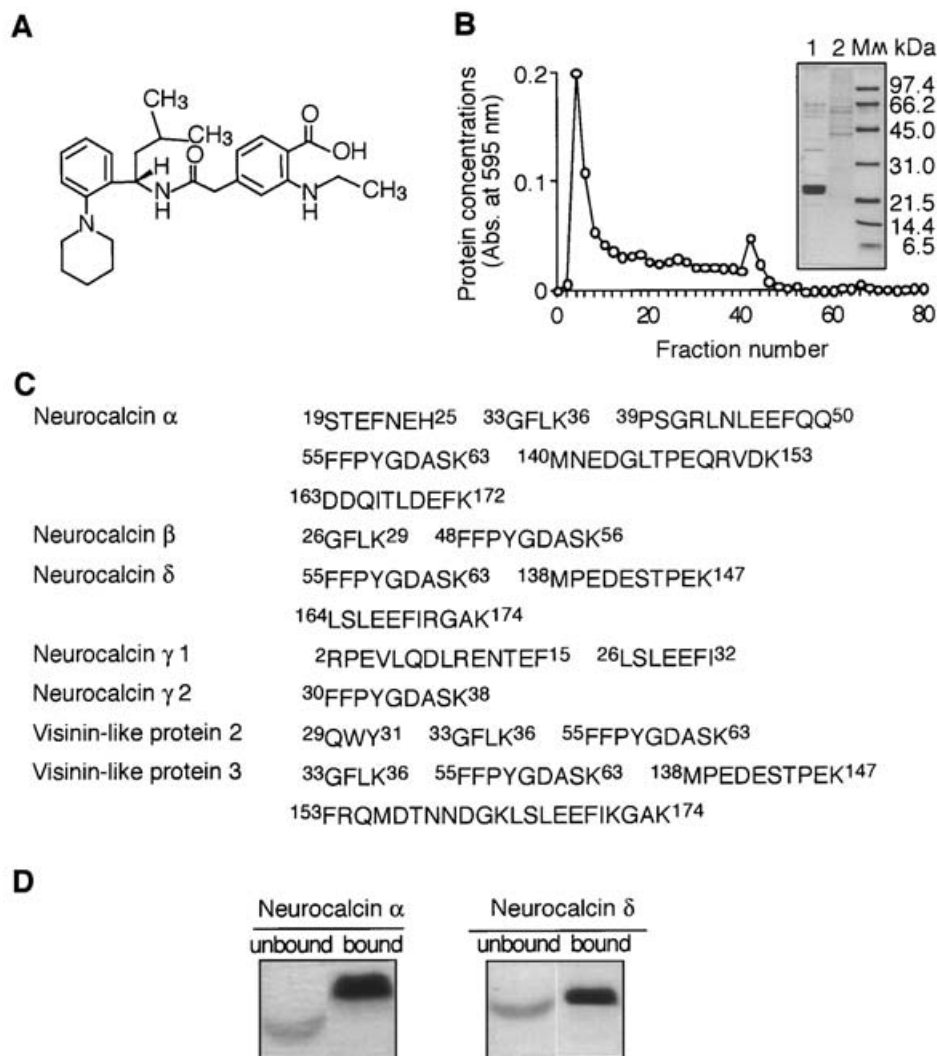 A
CH3
CH3
O
H
N
H
O
OH
N
H
CH3
N
B
1 2 Mм kDa
97.4
66.2
45.0
31.0
21.5
14.4
6.5
Protein concentrations
(Abs. at 595 nm)
0.2
0.1
0
0 20 40 60 80
Fraction number
C
Neurocalcin α 19STEFNEH25 33GFLK36 39PSGRLNLEEFQQ50
55FFPYGDASK63 140MNEDGLTPEQRVDK153
163DDQITLDEFK172
Neurocalcin β 26GFLK29 48FFPYGDASK56
Neurocalcin δ 55FFPYGDASK63 138MPEDESTPEK147
164LSLEEFIRGAK174
Neurocalcin γ 1 2RPEVLQDLRENTEF15 26LSLEEFI32
Neurocalcin γ 2 30FFPYGDASK38
Visinin-like protein 2 29QWY31 33GFLK36 55FFPYGDASK63
Visinin-like protein 3 33GFLK36 55FFPYGDASK63 138MPEDESTPEK147
153FRQMDTNNDGKLSLEEFIKGAK174
D
Neurocalcin α Neurocalcin δ
unbound bound unbound bound